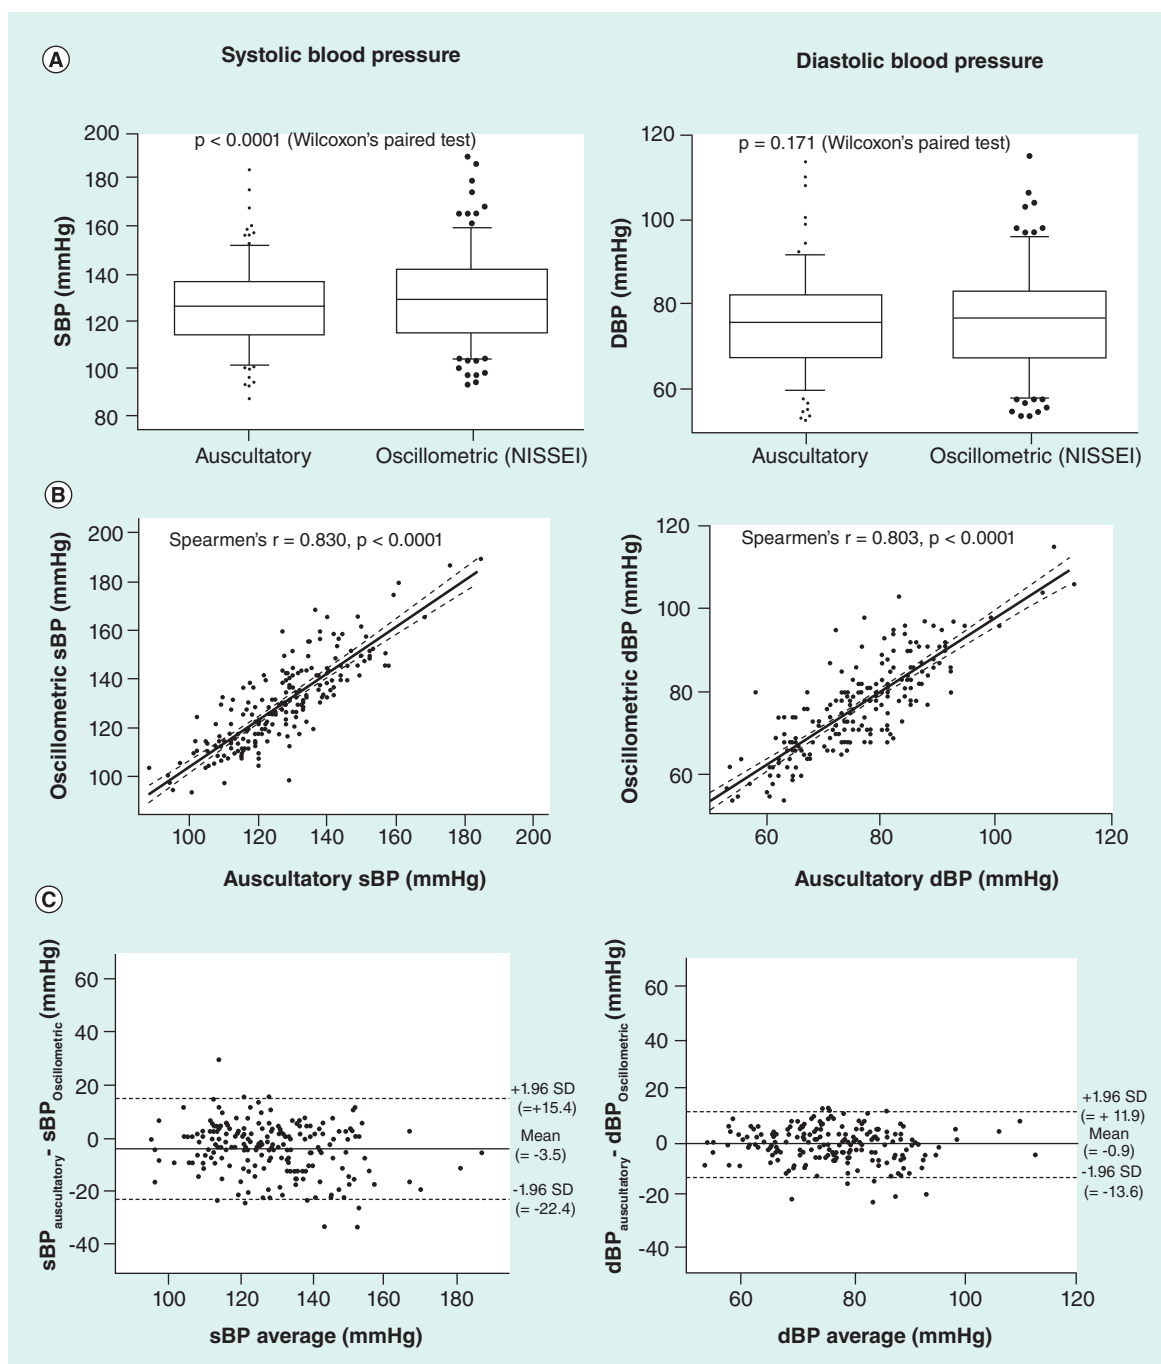 A
Systolic blood pressure
Diastolic blood pressure
p < 0.0001 (Wilcoxon's paired test)
SBP (mmHg)
200
180
160
140
120
100
80
Auscultatory
Oscillometric (NISSEI)
p = 0.171 (Wilcoxon's paired test)
DBP (mmHg)
120
100
80
60
Auscultatory
Oscillometric (NISSEI)
B
Spearmen's r = 0.830, p < 0.0001
Oscillometric sBP (mmHg)
200
180
160
140
120
100
100 120 140 160 180 200
Auscultatory sBP (mmHg)
Spearmen's r = 0.803, p < 0.0001
Oscillometric dBP (mmHg)
120
100
80
60
60 80 100 120
Auscultatory dBP (mmHg)
C
sBPauscultatory- sBPOscillometric (mmHg)
60
40
20
0
-20
-40
+1.96 SD
(=+15.4)
Mean
(= -3.5)
-1.96 SD
(= -22.4)
100 120 140 160 180
sBP average (mmHg)
dBPauscultatory- dBPOscillometric (mmHg)
60
40
20
0
-20
-40
+1.96 SD
(= + 11.9)
Mean
(= -0.9)
-1.96 SD
(= -13.6)
60 80 100 120
dBP average (mmHg)